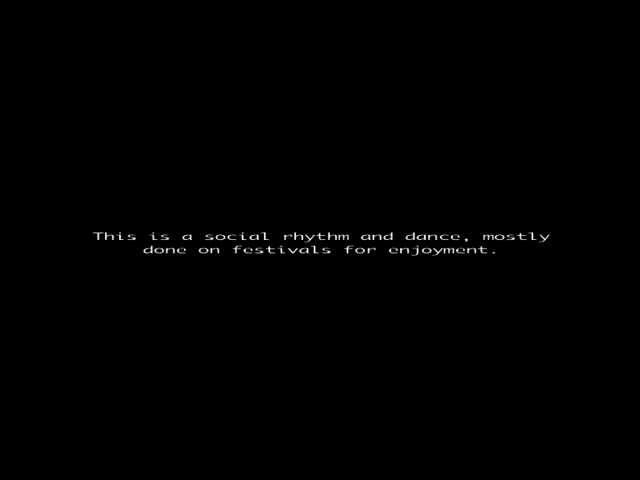 This is a social rhythm and dance, mostly
done on festivals for enjoyment.